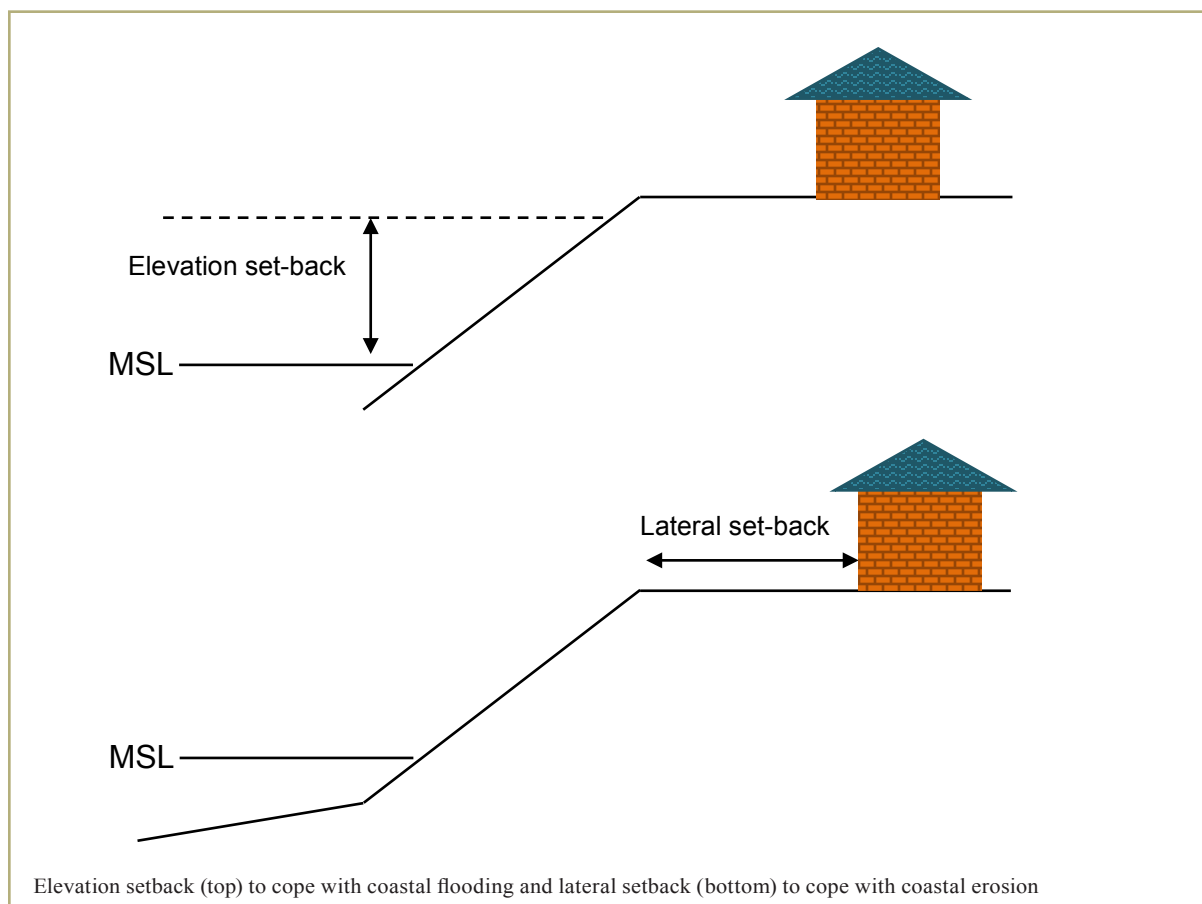 Elevation set-back
MSL
Lateral set-back
MSL
Elevation setback (top) to cope with coastal flooding and lateral setback (bottom) to cope with coastal erosion